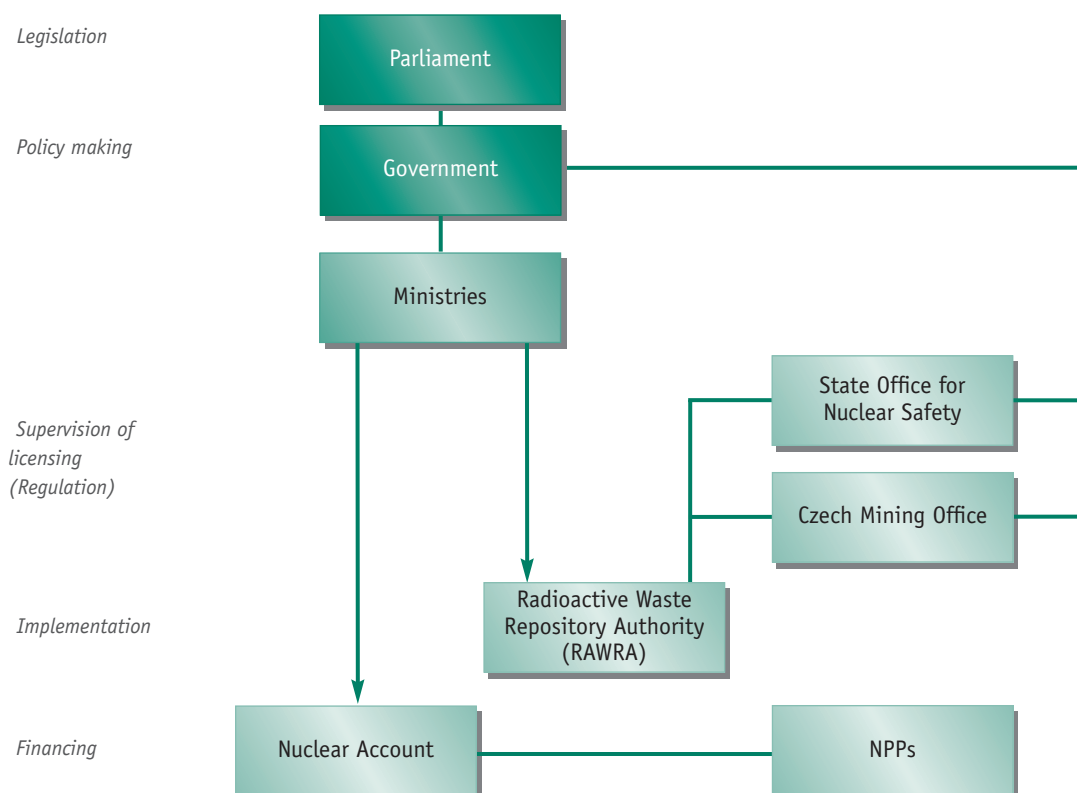 Legislation
Parliament
Policy making
Government
Ministries
State Office for
Nuclear Safety
Supervision of
licensing
(Regulation)
Czech Mining Office
Radioactive Waste
Repository Authority
(RAWRA)
Implementation
Financing
Nuclear Account
NPPs